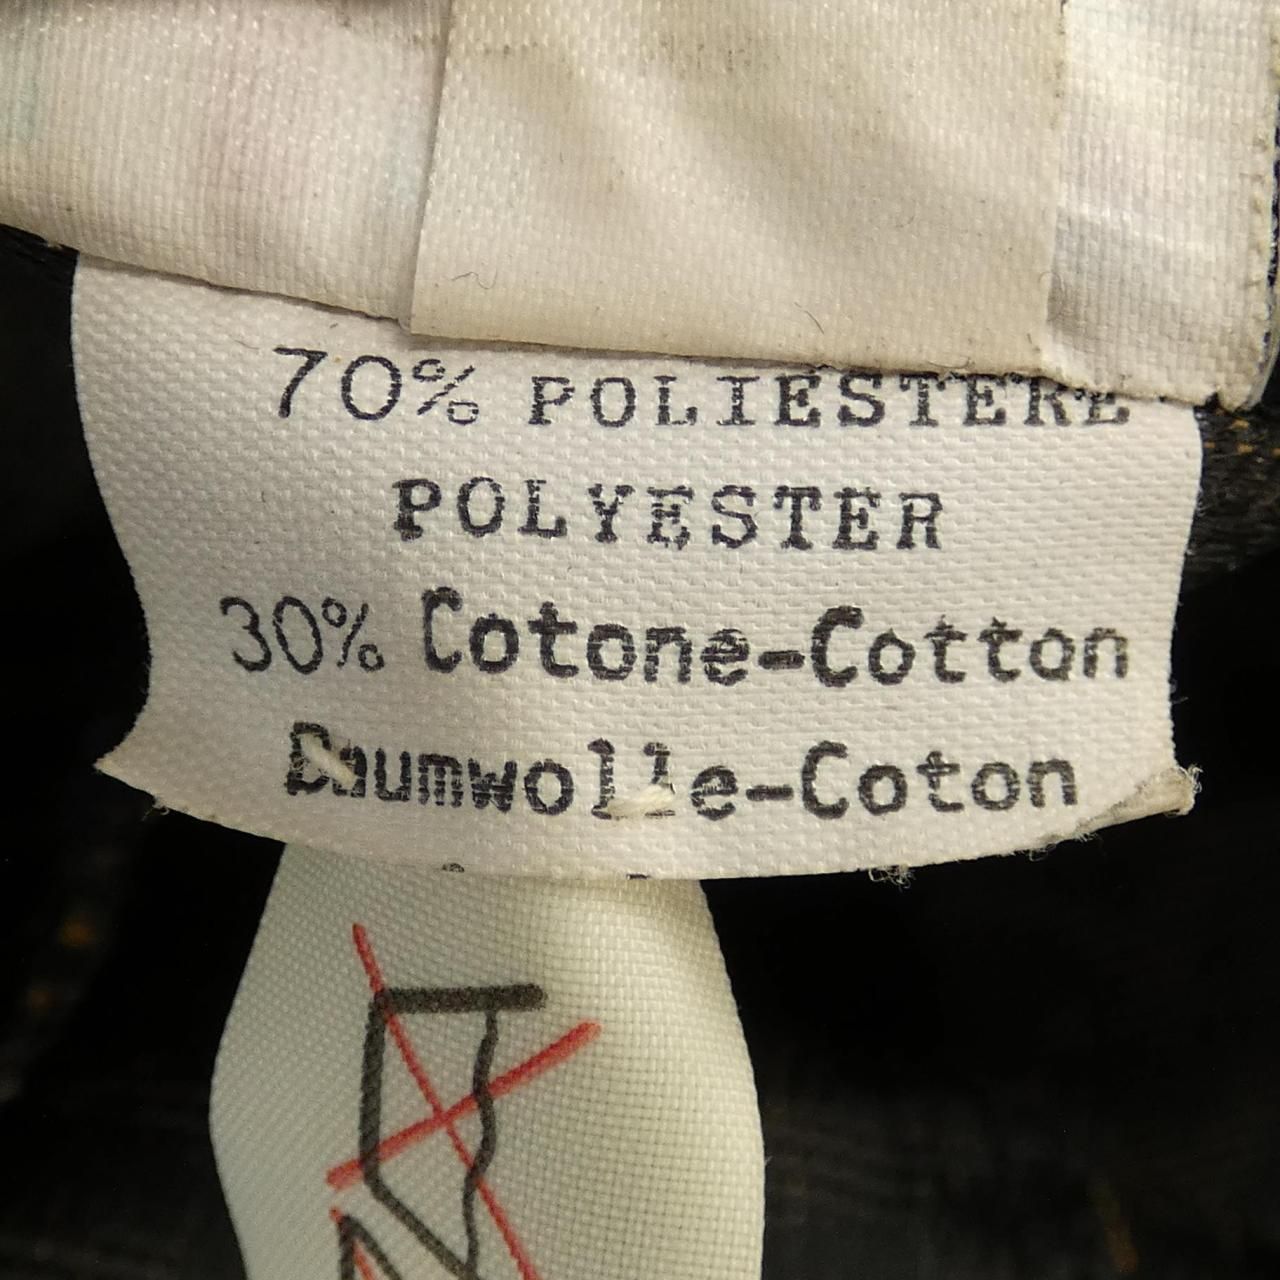 70% POLIESTERE
POLYESTER
30% Cotone-Cotton
Baumwolle-Coton